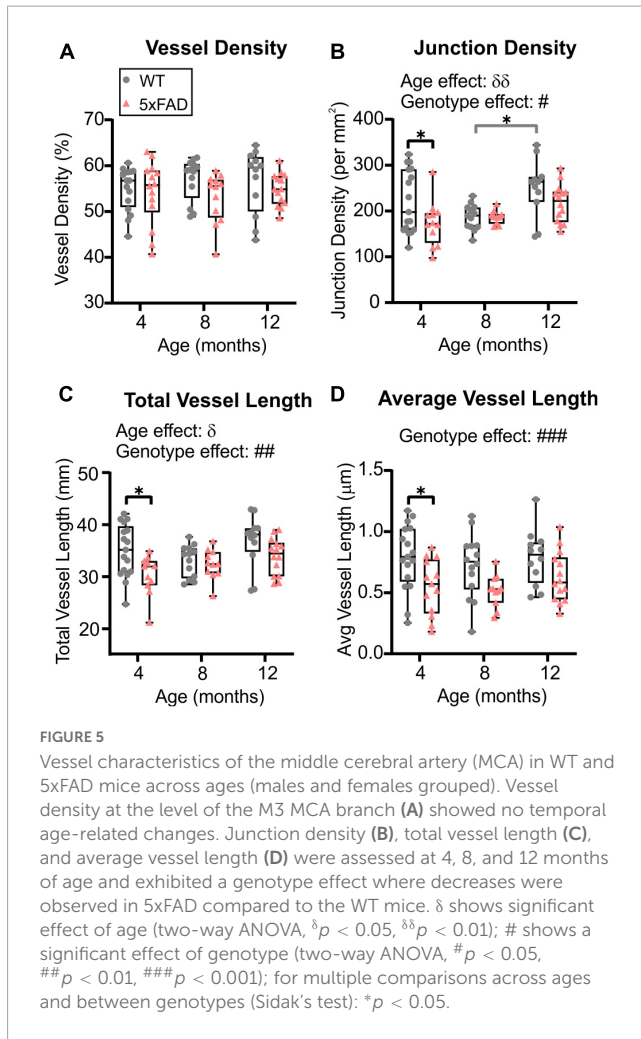 A Vessel Density
WT
5xFAD
70
60
50
40
30
Vessel Density (%)
4 8 12
Age (months)
B Junction Density
Age effect: δδ
Genotype effect: #
* *
400
300
200
100
0
Junction Density (per mm²)
4 8 12
Age (months)
C Total Vessel Length
Age effect: δ
Genotype effect: ##
*
50
40
30
20
Total Vessel Length (mm)
4 8 12
Age (months)
D Average Vessel Length
Genotype effect: ###
*
1.5
1.0
0.5
0.0
Avg Vessel Length (μm)
4 8 12
Age (months)
FIGURE 5
Vessel characteristics of the middle cerebral artery (MCA) in WT and
5xFAD mice across ages (males and females grouped). Vessel
density at the level of the M3 MCA branch (A) showed no temporal
age-related changes. Junction density (B), total vessel length (C),
and average vessel length (D) were assessed at 4, 8, and 12 months
of age and exhibited a genotype effect where decreases were
observed in 5xFAD compared to the WT mice. δ shows significant
effect of age (two-way ANOVA, δp < 0.05, δδp < 0.01); # shows a
significant effect of genotype (two-way ANOVA, #p < 0.05,
##p < 0.01, ###p < 0.001); for multiple comparisons across ages
and between genotypes (Sidak's test): *p < 0.05.